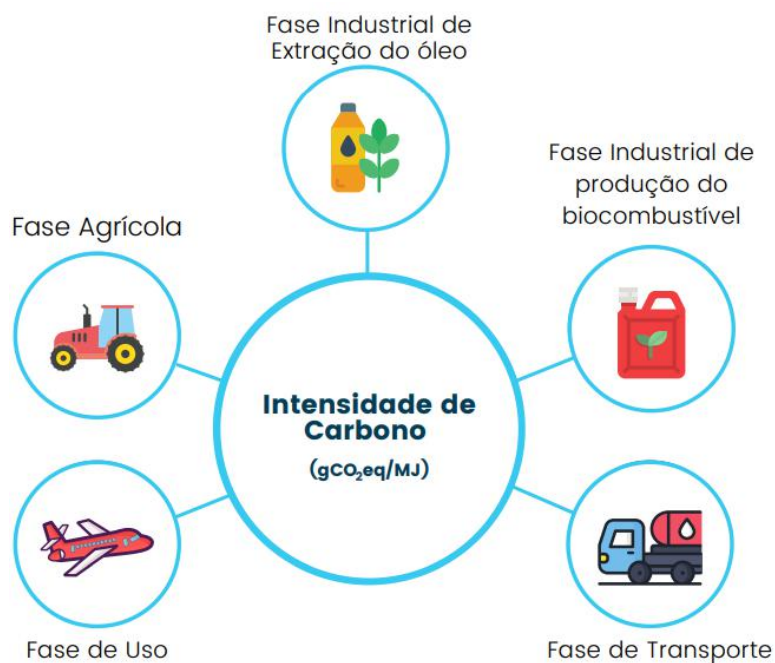 Fase Industrial de
Extração do óleo
Fase Industrial de
produção do
biocombustível
Fase Agrícola
Intensidade de
Carbono
(gCO₂eq/MJ)
Fase de Uso
Fase de Transporte